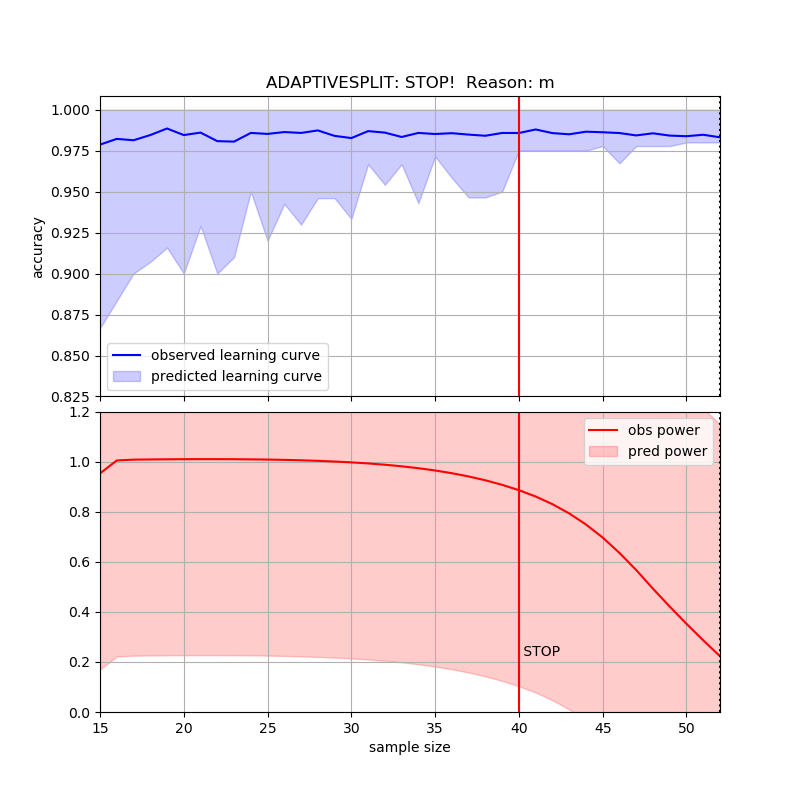 ADAPTIVESPLIT: STOP!  Reason: m
1.000
0.975
0.950
0.925
0.900
0.875
0.850
0.825
accuracy
observed learning curve
predicted learning curve
1.2
1.0
0.8
0.6
0.4
0.2
0.0
obs power
pred power
STOP
15 20 25 30 35 40 45 50
sample size